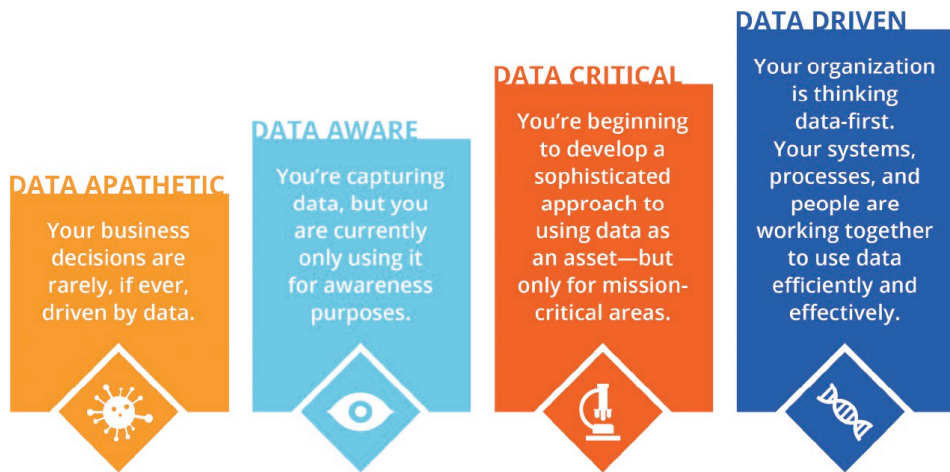 DATA APATHETIC
Your business
decisions are
rarely, if ever,
driven by data.
DATA AWARE
You’re capturing
data, but you
are currently
only using it
for awareness
purposes.
DATA CRITICAL
You’re beginning
to develop a
sophisticated
approach to
using data as
an asset—but
only for mission-
critical areas.
DATA DRIVEN
Your organization
is thinking
data-first.
Your systems,
processes, and
people are
working together
to use data
efficiently and
effectively.